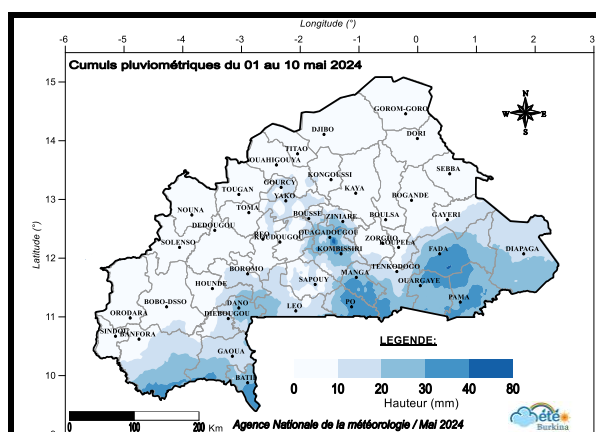 Longitude (°)
-6 -5 -4 -3 -2 -1 0 1 2 3
Cumuls pluviométriques du 01 au 10 mai 2024
15
14
13
12
11
10
Latitude (°)
N
W E
S
GOROM-GORO
DJIBO
DORI
TITAO
OUAHIGOUYA
SEBBA
KONGOUSSI
GOURCY
TOUGAN
YAKO
KAYA
BOGANDE
NOUNA
TOMA
BOUSSE
ZINIARE
BOULSA
GAYERI
DEDOUGOU
OUAGADOUGOU
SOLENSO
KOUDOUGOU
ZORGHO
KOUPELA
KOMBISSIRI
FADA
DIAPAGA
BOROMO
MANGA
TENKODOGO
HOUNDE
SAPOUY
OUARGAYE
BOBO-DSSO
DANO
LEO
PO
PAMA
ORODARA
DIEBOUGOU
SINDOU
BANFORA
GAOUA
BATIE
LEGENDE:
0 10 20 30 40 80
Hauteur (mm)
0 100 200 Km
Agence Nationale de la météorologie / Mai 2024
météo
Burkina